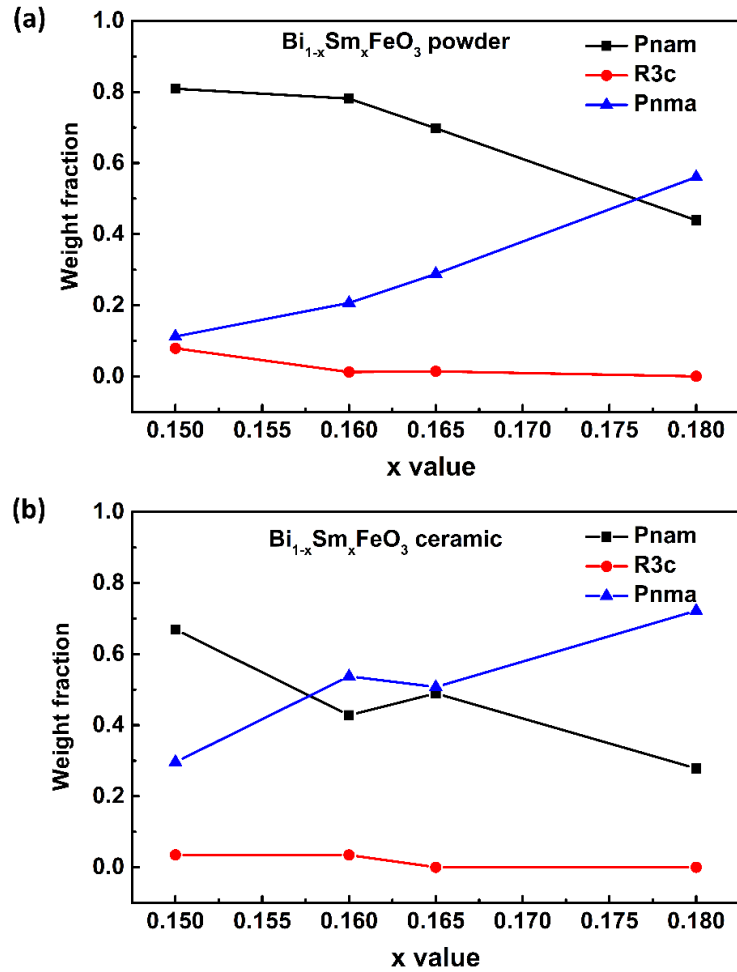 (a)
Bi1-xSmxFeO3 powder
Pnam
R3c
Pnma
Weight fraction
1.0
0.8
0.6
0.4
0.2
0.0
0.150 0.155 0.160 0.165 0.170 0.175 0.180
x value
(b)
Bi1-xSmxFeO3 ceramic
Pnam
R3c
Pnma
Weight fraction
1.0
0.8
0.6
0.4
0.2
0.0
0.150 0.155 0.160 0.165 0.170 0.175 0.180
x value